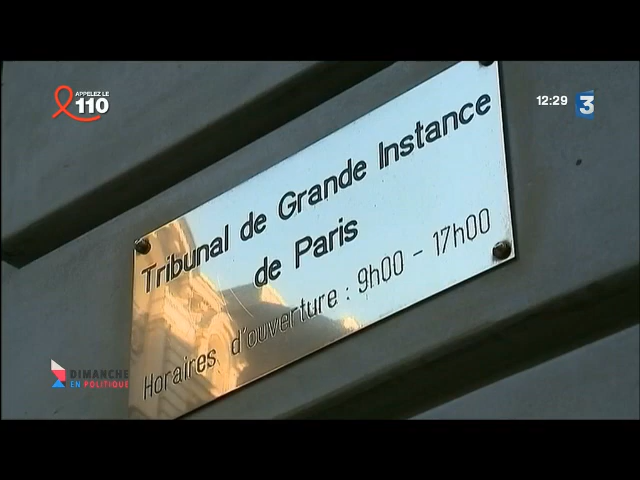 APPELEZ LE
110
12:29 3
Tribunal de Grande Instance
de Paris
Horaires d'ouverture : 9h00 - 17h00
DIMANCHE
EN POLITIQUE